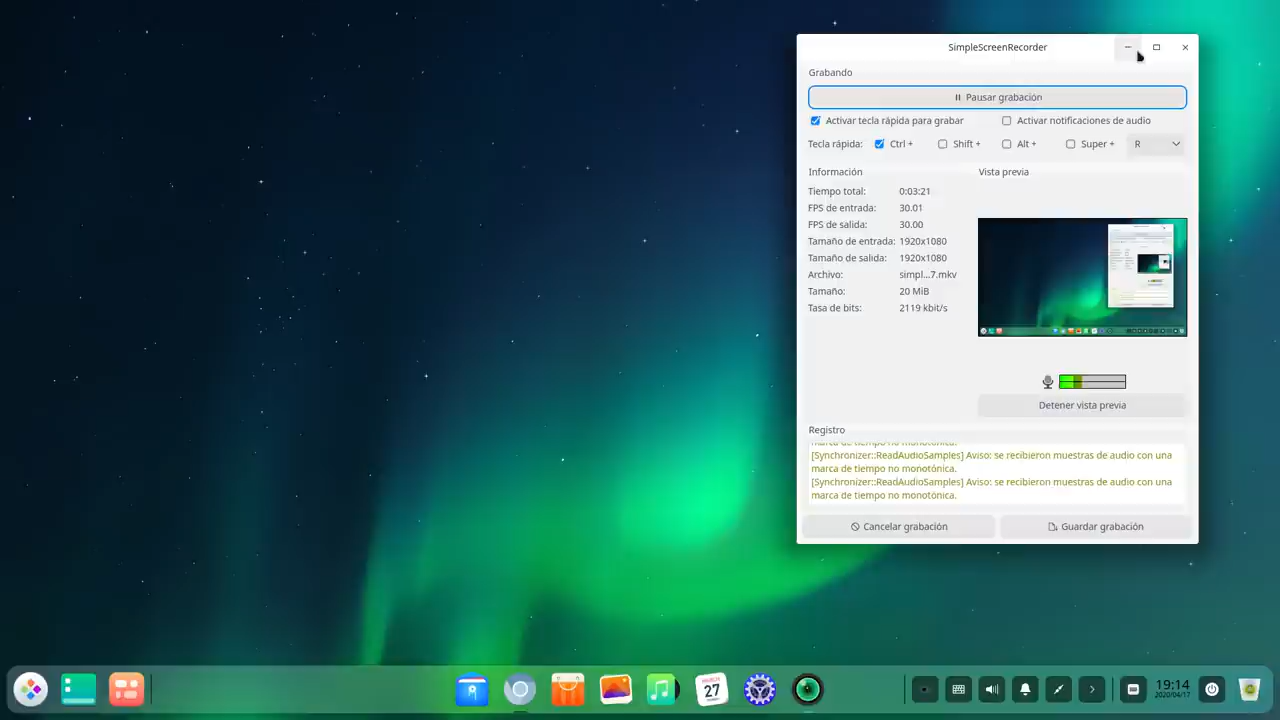 SimpleScreenRecorder
Grabando
Pausar grabación
Activar tecla rápida para grabar
Activar notificaciones de audio
Tecla rápida: Ctrl + Shift + Alt + Super + R
Información
Vista previa
Tiempo total: 0:03:21
FPS de entrada: 30.01
FPS de salida: 30.00
Tamaño de entrada: 1920x1080
Tamaño de salida: 1920x1080
Archivo: simpl...7.mkv
Tamaño: 20 MiB
Tasa de bits: 2119 kbit/s
Detener vista previa
Registro
marca de tiempo no monotónica.
[Synchronizer::ReadAudioSamples] Aviso: se recibieron muestras de audio con una
marca de tiempo no monotónica.
[Synchronizer::ReadAudioSamples] Aviso: se recibieron muestras de audio con una
marca de tiempo no monotónica.
Cancelar grabación
Guardar grabación
27
19:14
2020/04/17